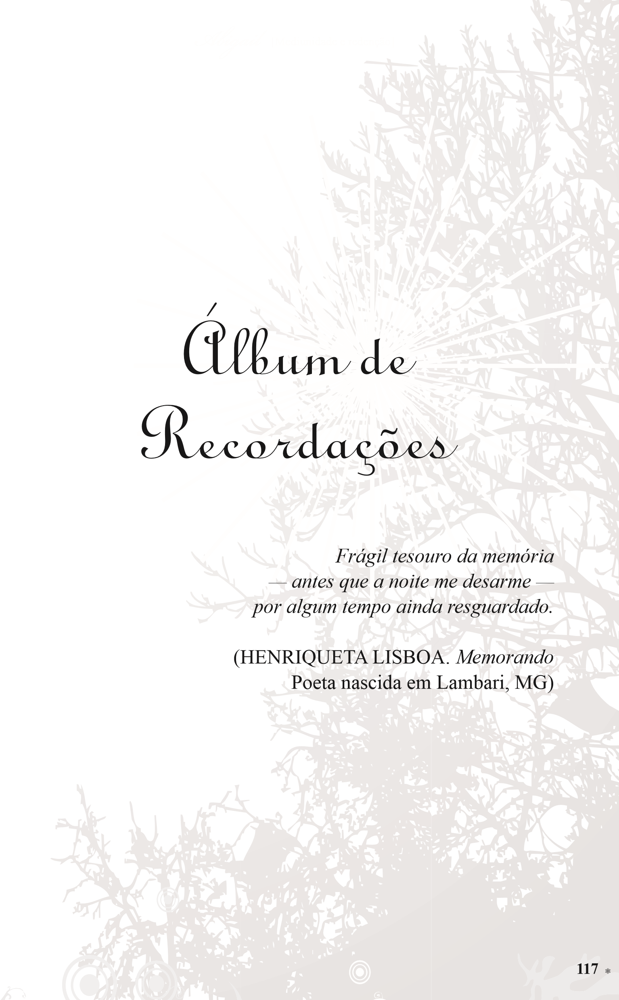 Álbum de
Recordações
Frágil tesouro da memória
— antes que a noite me desarme —
por algum tempo ainda resguardado.
(HENRIQUETA LISBOA. Memorando
Poeta nascida em Lambari, MG)
117